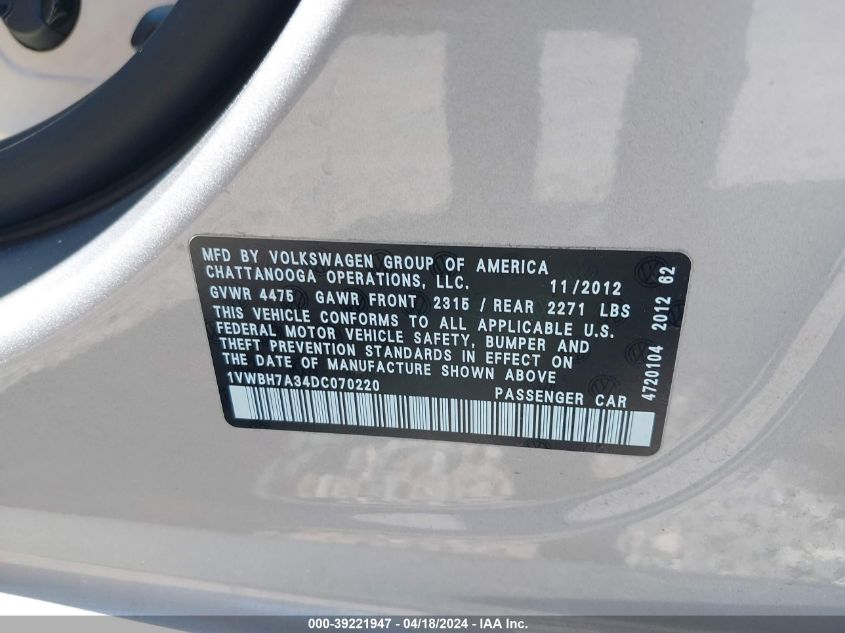 MFD BY VOLKSWAGEN GROUP OF AMERICA
CHATTANOOGA OPERATIONS, LLC. 11/2012
GVWR 4475 GAWR FRONT 2315 / REAR 2271 LBS
THIS VEHICLE CONFORMS TO ALL APPLICABLE U.S.
FEDERAL MOTOR VEHICLE SAFETY, BUMPER AND
THEFT PREVENTION STANDARDS IN EFFECT ON
THE DATE OF MANUFACTURE SHOWN ABOVE
1VWBH7A34DC070220 PASSENGER CAR
4720104 2012 62
000-39221947 - 04/18/2024 - IAA Inc.